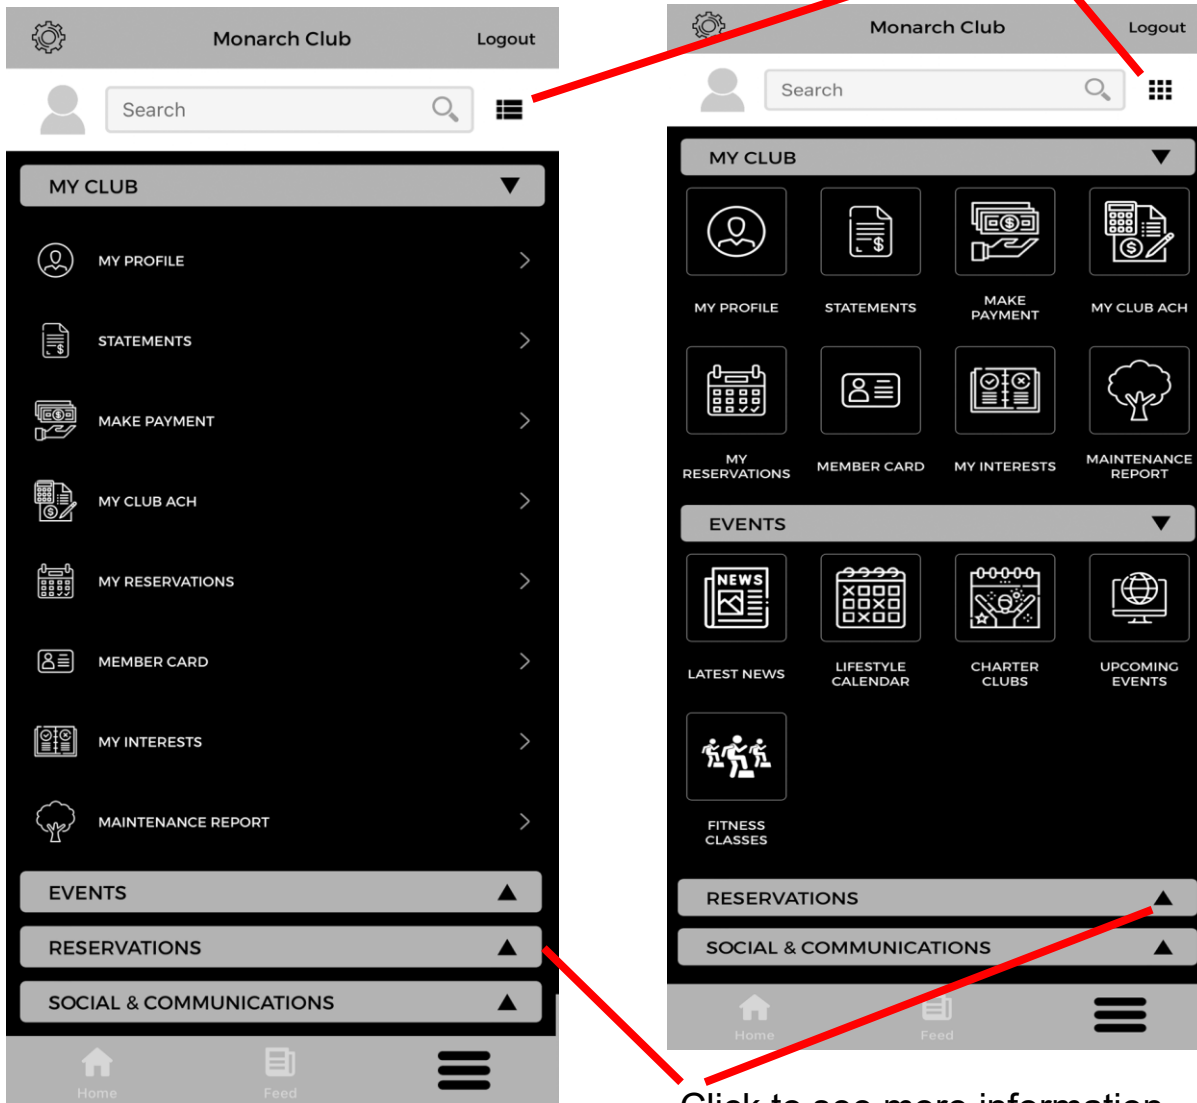 Monarch Club
Logout
Search
MY CLUB
MY PROFILE
STATEMENTS
MAKE PAYMENT
MY CLUB ACH
MY RESERVATIONS
MEMBER CARD
MY INTERESTS
MAINTENANCE REPORT
EVENTS
RESERVATIONS
SOCIAL & COMMUNICATIONS
Home
Feed
Monarch Club
Logout
Search
MY CLUB
MY PROFILE
STATEMENTS
MAKE
PAYMENT
MY CLUB ACH
MY
RESERVATIONS
MEMBER CARD
MY INTERESTS
MAINTENANCE
REPORT
EVENTS
NEWS
LATEST NEWS
LIFESTYLE
CALENDAR
CHARTER
CLUBS
UPCOMING
EVENTS
FITNESS
CLASSES
RESERVATIONS
SOCIAL & COMMUNICATIONS
Home
Feed
Click to see more information